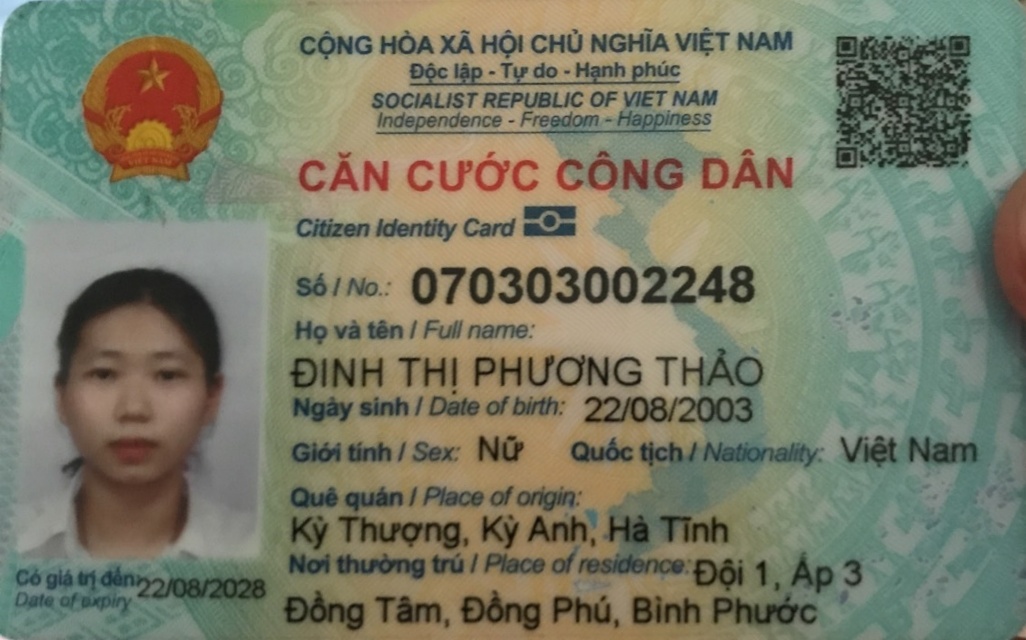 CỘNG HÒA XÃ HỘI CHỦ NGHĨA VIỆT NAM
Độc lập - Tự do - Hạnh phúc
SOCIALIST REPUBLIC OF VIET NAM
Independence - Freedom - Happiness
CĂN CƯỚC CÔNG DÂN
Citizen Identity Card
Số / No.: 070303002248
Họ và tên / Full name:
ĐINH THỊ PHƯƠNG THẢO
Ngày sinh / Date of birth: 22/08/2003
Giới tính / Sex: Nữ Quốc tịch / Nationality: Việt Nam
Quê quán / Place of origin:
Kỳ Thượng, Kỳ Anh, Hà Tĩnh
Nơi thường trú / Place of residence: Đội 1, Ấp 3
Đồng Tâm, Đồng Phú, Bình Phước
Có giá trị đến: 22/08/2028
Date of expiry